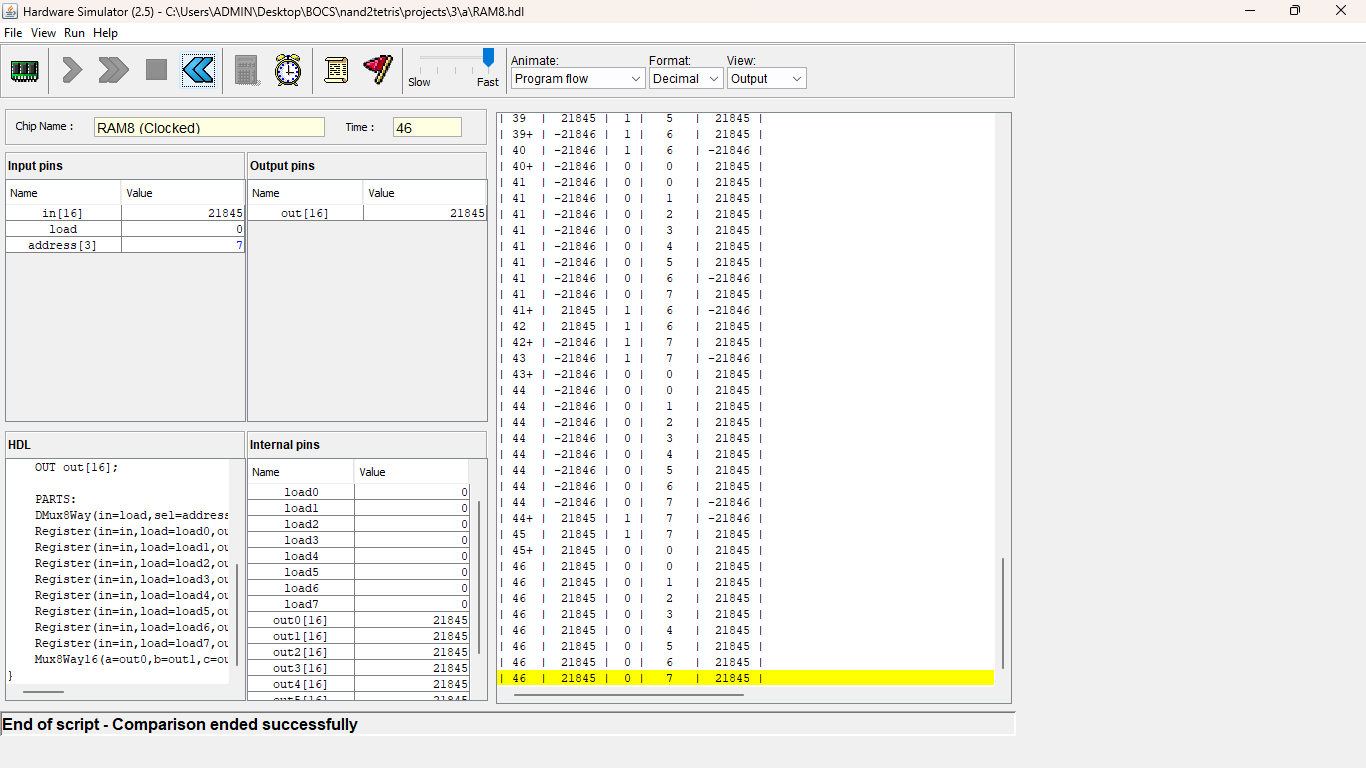 Hardware Simulator (2.5) - C:\Users\ADMIN\Desktop\BOCS\nand2tetris\projects\3\a\RAM8.hdl
File View Run Help
Slow Fast
Animate: Format: View:
Program flow Decimal Output
Chip Name : RAM8 (Clocked) Time : 46
Input pins
Name Value
in[16] 21845
load 0
address[3] 7
Output pins
Name Value
out[16] 21845
HDL
OUT out[16];
PARTS:
DMux8Way(in=load,sel=address
Register(in=in,load=load0,ou
Register(in=in,load=load1,ou
Register(in=in,load=load2,ou
Register(in=in,load=load3,ou
Register(in=in,load=load4,ou
Register(in=in,load=load5,ou
Register(in=in,load=load6,ou
Register(in=in,load=load7,ou
Mux8Way16(a=out0,b=out1,c=ou
}
Internal pins
Name Value
load0 0
load1 0
load2 0
load3 0
load4 0
load5 0
load6 0
load7 0
out0[16] 21845
out1[16] 21845
out2[16] 21845
out3[16] 21845
out4[16] 21845
out5[16] 21845
| 39 | 21845 | 1 | 5 | 21845 |
| 39+ | -21846 | 1 | 6 | 21845 |
| 40 | -21846 | 1 | 6 | -21846 |
| 40+ | -21846 | 0 | 0 | 21845 |
| 41 | -21846 | 0 | 0 | 21845 |
| 41 | -21846 | 0 | 1 | 21845 |
| 41 | -21846 | 0 | 2 | 21845 |
| 41 | -21846 | 0 | 3 | 21845 |
| 41 | -21846 | 0 | 4 | 21845 |
| 41 | -21846 | 0 | 5 | 21845 |
| 41 | -21846 | 0 | 6 | -21846 |
| 41 | -21846 | 0 | 7 | 21845 |
| 41+ | 21845 | 1 | 6 | -21846 |
| 42 | 21845 | 1 | 6 | 21845 |
| 42+ | -21846 | 1 | 7 | 21845 |
| 43 | -21846 | 1 | 7 | -21846 |
| 43+ | -21846 | 0 | 0 | 21845 |
| 44 | -21846 | 0 | 0 | 21845 |
| 44 | -21846 | 0 | 1 | 21845 |
| 44 | -21846 | 0 | 2 | 21845 |
| 44 | -21846 | 0 | 3 | 21845 |
| 44 | -21846 | 0 | 4 | 21845 |
| 44 | -21846 | 0 | 5 | 21845 |
| 44 | -21846 | 0 | 6 | 21845 |
| 44 | -21846 | 0 | 7 | -21846 |
| 44+ | 21845 | 1 | 7 | -21846 |
| 45 | 21845 | 1 | 7 | 21845 |
| 45+ | 21845 | 0 | 0 | 21845 |
| 46 | 21845 | 0 | 0 | 21845 |
| 46 | 21845 | 0 | 1 | 21845 |
| 46 | 21845 | 0 | 2 | 21845 |
| 46 | 21845 | 0 | 3 | 21845 |
| 46 | 21845 | 0 | 4 | 21845 |
| 46 | 21845 | 0 | 5 | 21845 |
| 46 | 21845 | 0 | 6 | 21845 |
| 46 | 21845 | 0 | 7 | 21845 |
End of script - Comparison ended successfully